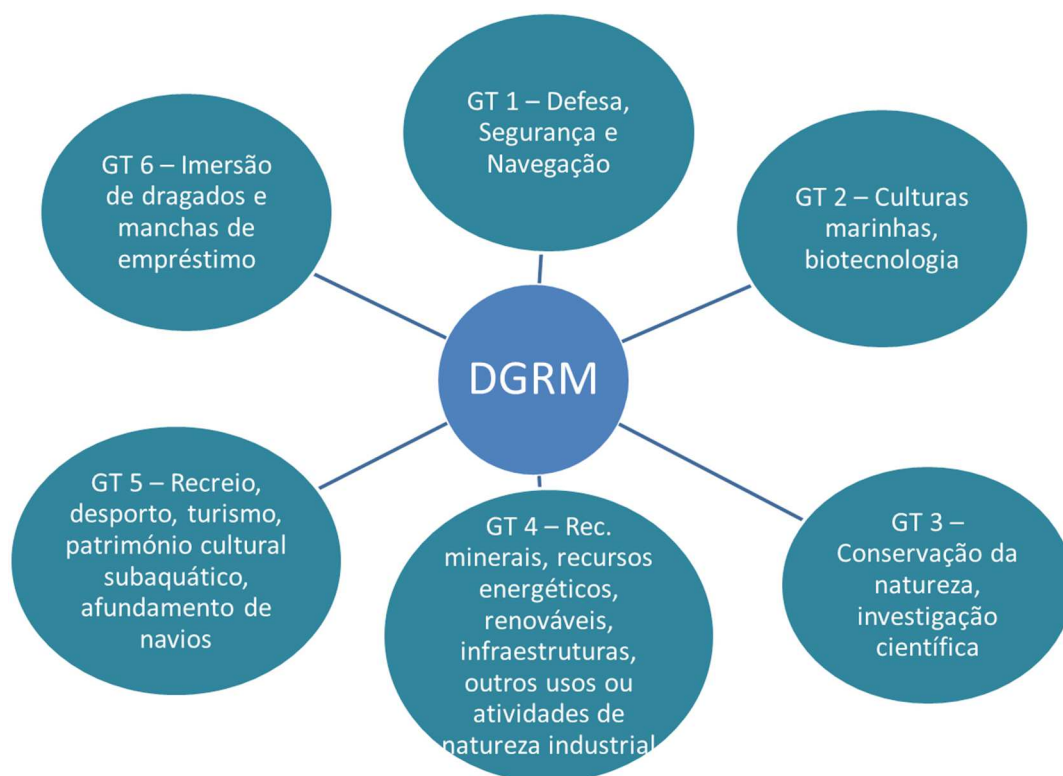 GT 1 – Defesa,
Segurança e
Navegação
GT 2 – Culturas
marinhas,
biotecnologia
GT 3 –
Conservação da
natureza,
investigação
científica
GT 4 – Rec.
minerais, recursos
energéticos,
renováveis,
infraestruturas,
outros usos ou
atividades de
natureza industrial
GT 5 – Recreio,
desporto, turismo,
património cultural
subaquático,
afundamento de
navios
GT 6 – Imersão
de dragados e
manchas de
empréstimo
DGRM